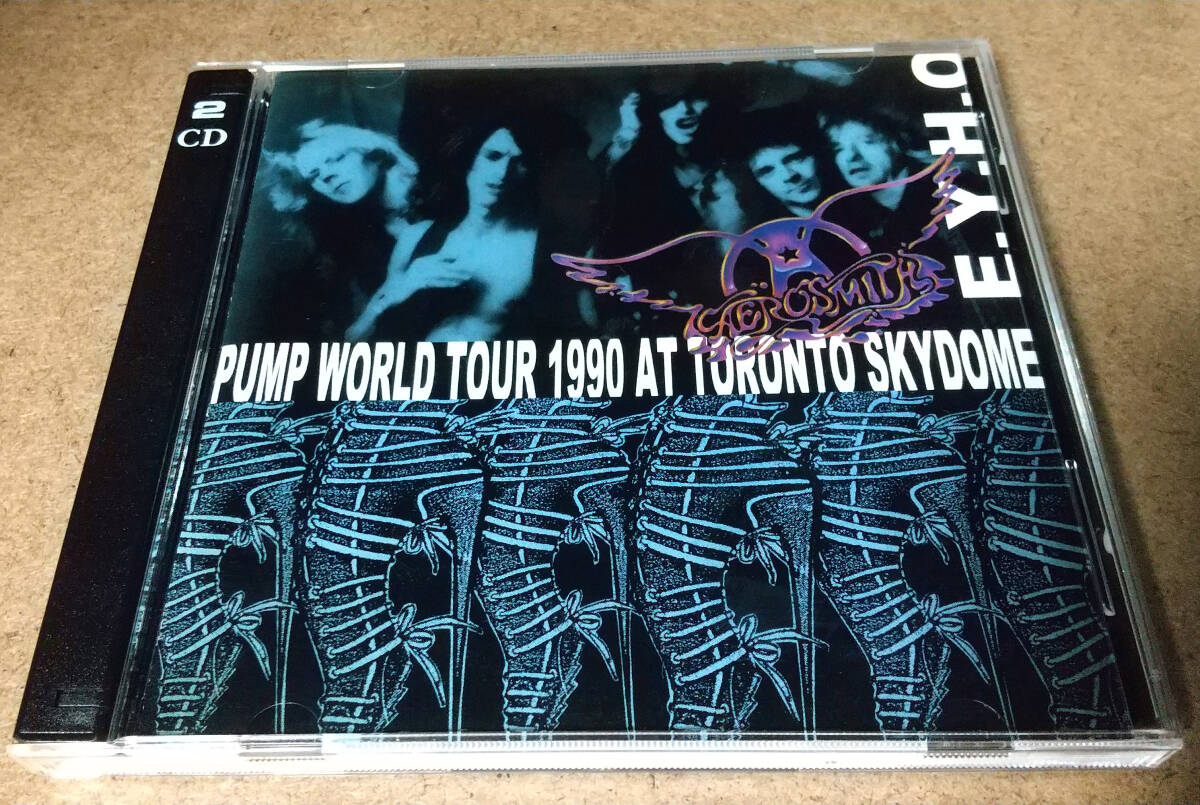 2
CD
E.Y.H.O
AEROSMITH
PUMP WORLD TOUR 1990 AT TORONTO SKYDOME